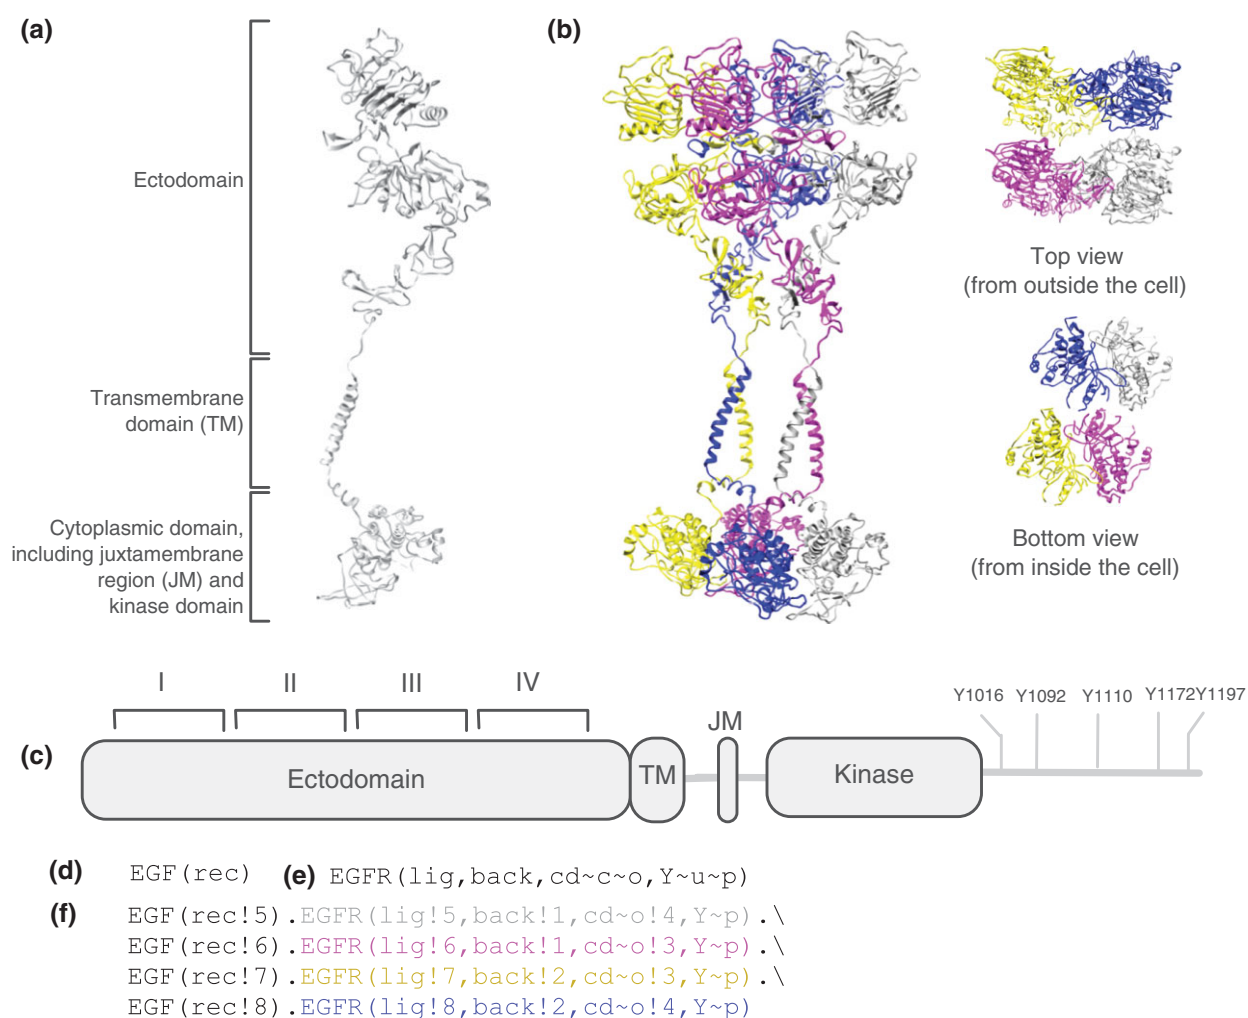 (a)
(b)
Ectodomain
Transmembrane
domain (TM)
Cytoplasmic domain,
including juxtamembrane
region (JM) and
kinase domain
Top view
(from outside the cell)
Bottom view
(from inside the cell)
I II III IV
Y1016 Y1092 Y1110 Y1172 Y1197
JM
(c)
Ectodomain TM Kinase
(d) EGF(rec) (e) EGFR(lig,back,cd~c~o,Y~u~p)
(f) EGF(rec!5).EGFR(lig!5,back!1,cd~o!4,Y~p).\
EGF(rec!6).EGFR(lig!6,back!1,cd~o!3,Y~p).\
EGF(rec!7).EGFR(lig!7,back!2,cd~o!3,Y~p).\
EGF(rec!8).EGFR(lig!8,back!2,cd~o!4,Y~p)